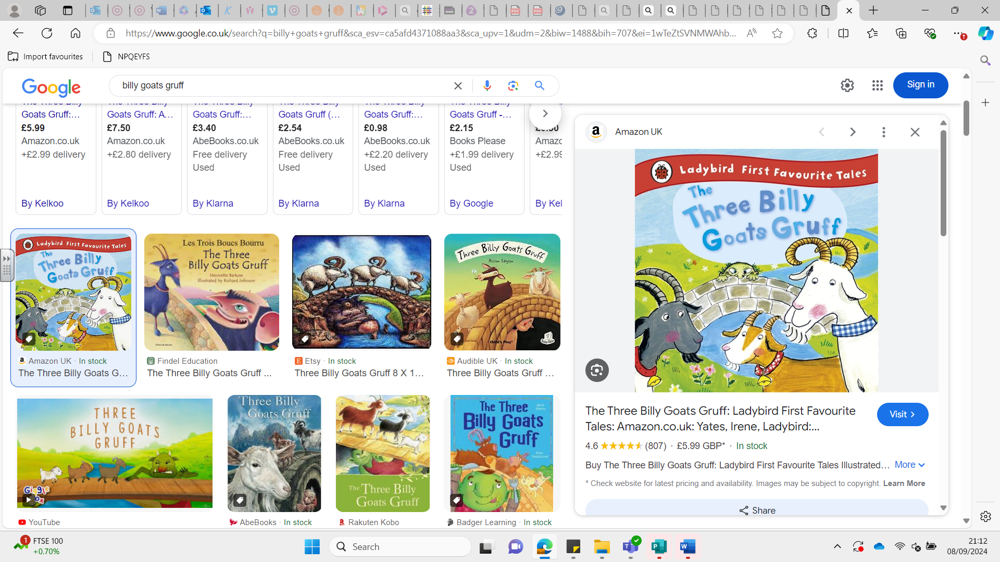 https://www.google.co.uk/search?q=billy+goats+gruff&sca_esv=ca5afd4371088aa3&sca_upv=1&udm=2&biw=1488&bih=707&ei=1wTeZtSVNMWAhb...
Import favourites
NPQEYFS
Google
billy goats gruff
Sign in
Goats Gruff:...
£5.99
Amazon.co.uk
+£2.99 delivery
By Kelkoo
Goats Gruff: A...
£7.50
Amazon.co.uk
+£2.80 delivery
By Kelkoo
Goats Gruff:...
£3.40
AbeBooks.co.uk
Free delivery
Used
By Klarna
Goats Gruff (...
£2.54
AbeBooks.co.uk
Free delivery
Used
By Klarna
Goats Gruff:...
£0.98
AbeBooks.co.uk
+£2.20 delivery
Used
By Klarna
Goats Gruff -...
£2.15
Books Please
+£1.99 delivery
Used
By Google
Amazo
+£2.99
By Kel
Ladybird First Favourite Tales
The
Three Billy
Goats Gruff
Amazon UK · In stock
The Three Billy Goats G...
Les Trois Boucs Bourru
The Three
Billy Goats Gruff
Henriette Barkow
Illustrated by Richard Johnson
Findel Education
The Three Billy Goats Gruff ...
Etsy · In stock
Three Billy Goats Gruff 8 X 1...
Three Billy Goats Gruff
Alison Edgson
Child's Play
Audible UK · In stock
Three Billy Goats Gruff ...
THREE
BILLY GOATS
GRUFF
Giggle
Box
YouTube
Three Billy
Goats Gruff
AbeBooks · In stock
The Three Billy
Goats Gruff
Rakuten Kobo
The Three
Billy Goats
Gruff
Badger Learning · In stock
Amazon UK
Ladybird First Favourite Tales
The
Three Billy
Goats Gruff
The Three Billy Goats Gruff: Ladybird First Favourite
Tales: Amazon.co.uk: Yates, Irene, Ladybird:...
Visit
4.6 ★★★★★ (807) · £5.99 GBP* · In stock
Buy The Three Billy Goats Gruff: Ladybird First Favourite Tales Illustrated... More
* Check website for latest pricing and availability. Images may be subject to copyright. Learn More
Share
1
FTSE 100
+0.70%
Search
21:12
08/09/2024